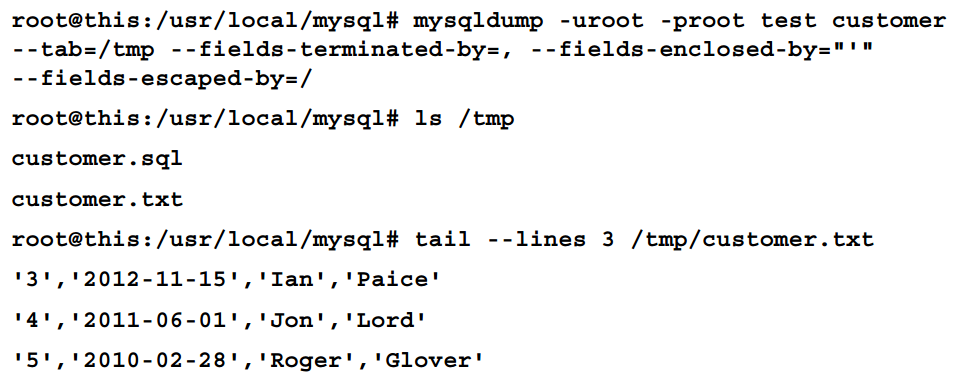 root@this:/usr/local/mysql# mysqldump -uroot -proot test customer
--tab=/tmp --fields-terminated-by=, --fields-enclosed-by="'"
--fields-escaped-by=/
root@this:/usr/local/mysql# ls /tmp
customer.sql
customer.txt
root@this:/usr/local/mysql# tail --lines 3 /tmp/customer.txt
'3','2012-11-15','Ian','Paice'
'4','2011-06-01','Jon','Lord'
'5','2010-02-28','Roger','Glover'